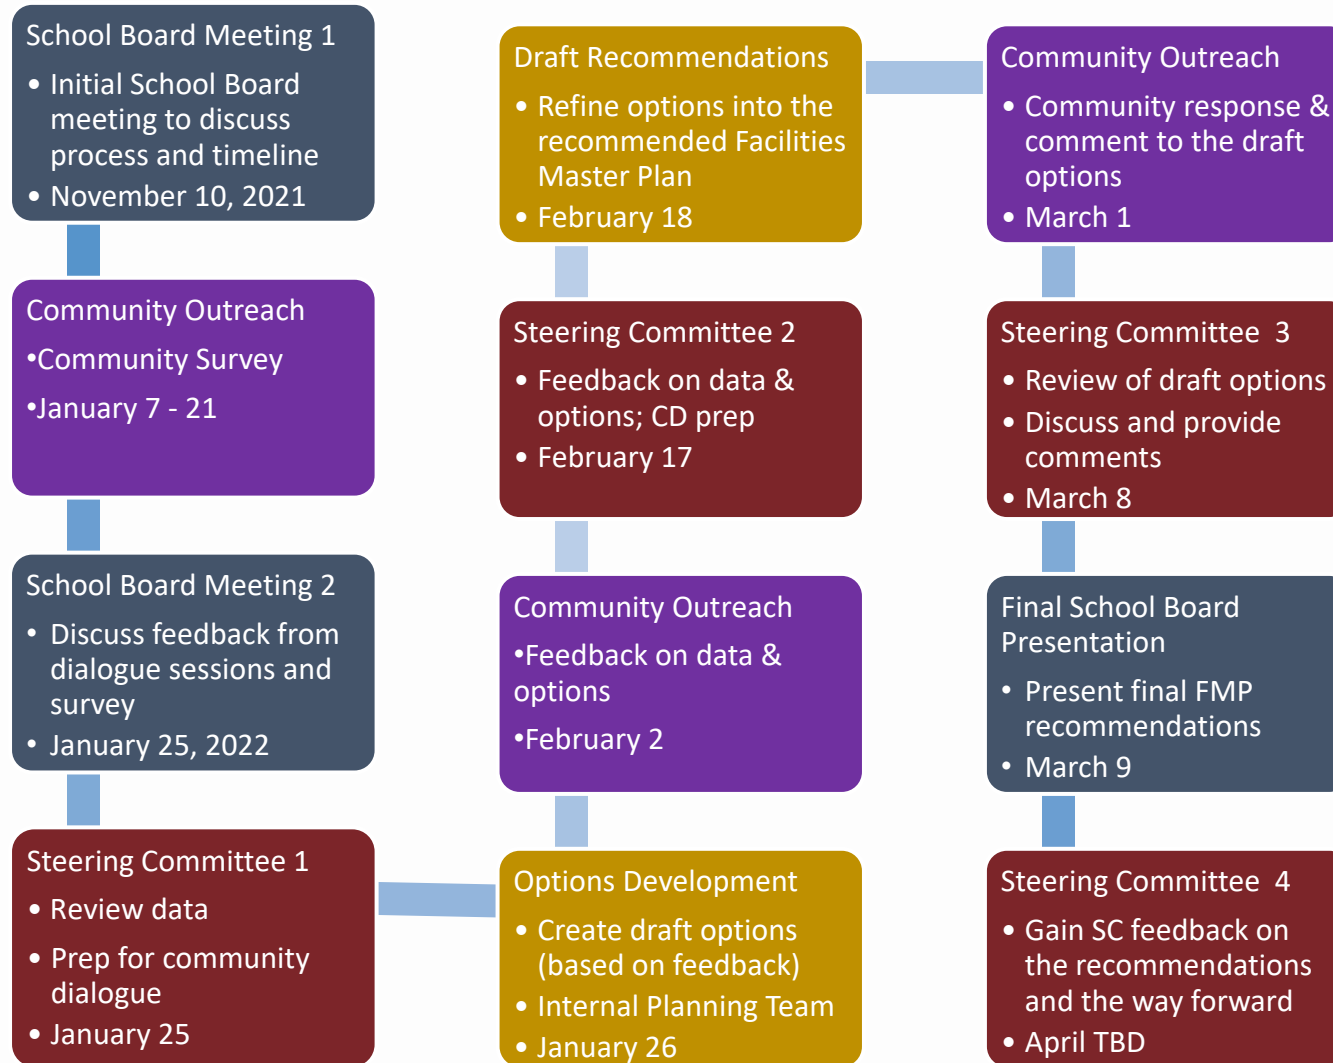 School Board Meeting 1
• Initial School Board
meeting to discuss
process and timeline
• November 10, 2021
Community Outreach
•Community Survey
•January 7 - 21
School Board Meeting 2
• Discuss feedback from
dialogue sessions and
survey
• January 25, 2022
Steering Committee 1
• Review data
• Prep for community
dialogue
• January 25
Options Development
• Create draft options
(based on feedback)
• Internal Planning Team
• January 26
Community Outreach
•Feedback on data &
options
•February 2
Steering Committee 2
• Feedback on data &
options; CD prep
• February 17
Draft Recommendations
• Refine options into the
recommended Facilities
Master Plan
• February 18
Community Outreach
• Community response &
comment to the draft
options
• March 1
Steering Committee 3
• Review of draft options
• Discuss and provide
comments
• March 8
Final School Board
Presentation
• Present final FMP
recommendations
• March 9
Steering Committee 4
• Gain SC feedback on
the recommendations
and the way forward
• April TBD